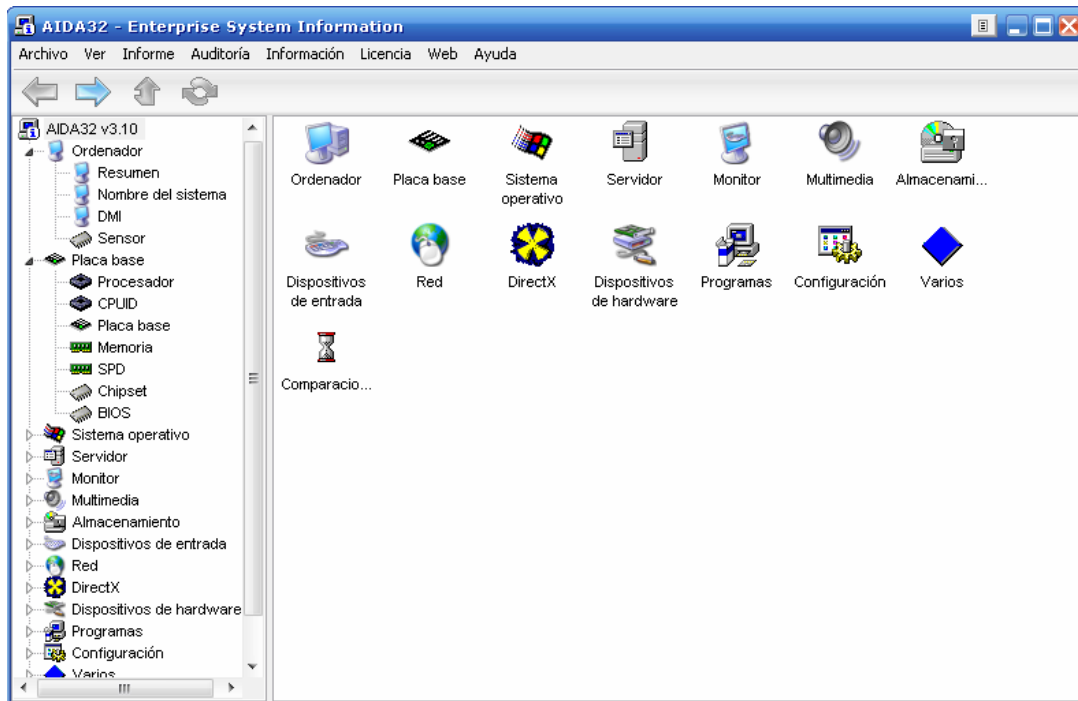 AIDA32 - Enterprise System Information
Archivo Ver Informe Auditoría Información Licencia Web Ayuda
AIDA32 v3.10
Ordenador
Resumen
Nombre del sistema
DMI
Sensor
Placa base
Procesador
CPUID
Placa base
Memoria
SPD
Chipset
BIOS
Sistema operativo
Servidor
Monitor
Multimedia
Almacenamiento
Dispositivos de entrada
Red
DirectX
Dispositivos de hardware
Programas
Configuración
Varios
Ordenador
Placa base
Sistema
operativo
Servidor
Monitor
Multimedia
Almacenami...
Dispositivos
de entrada
Red
DirectX
Dispositivos
de hardware
Programas
Configuración
Varios
Comparacio...